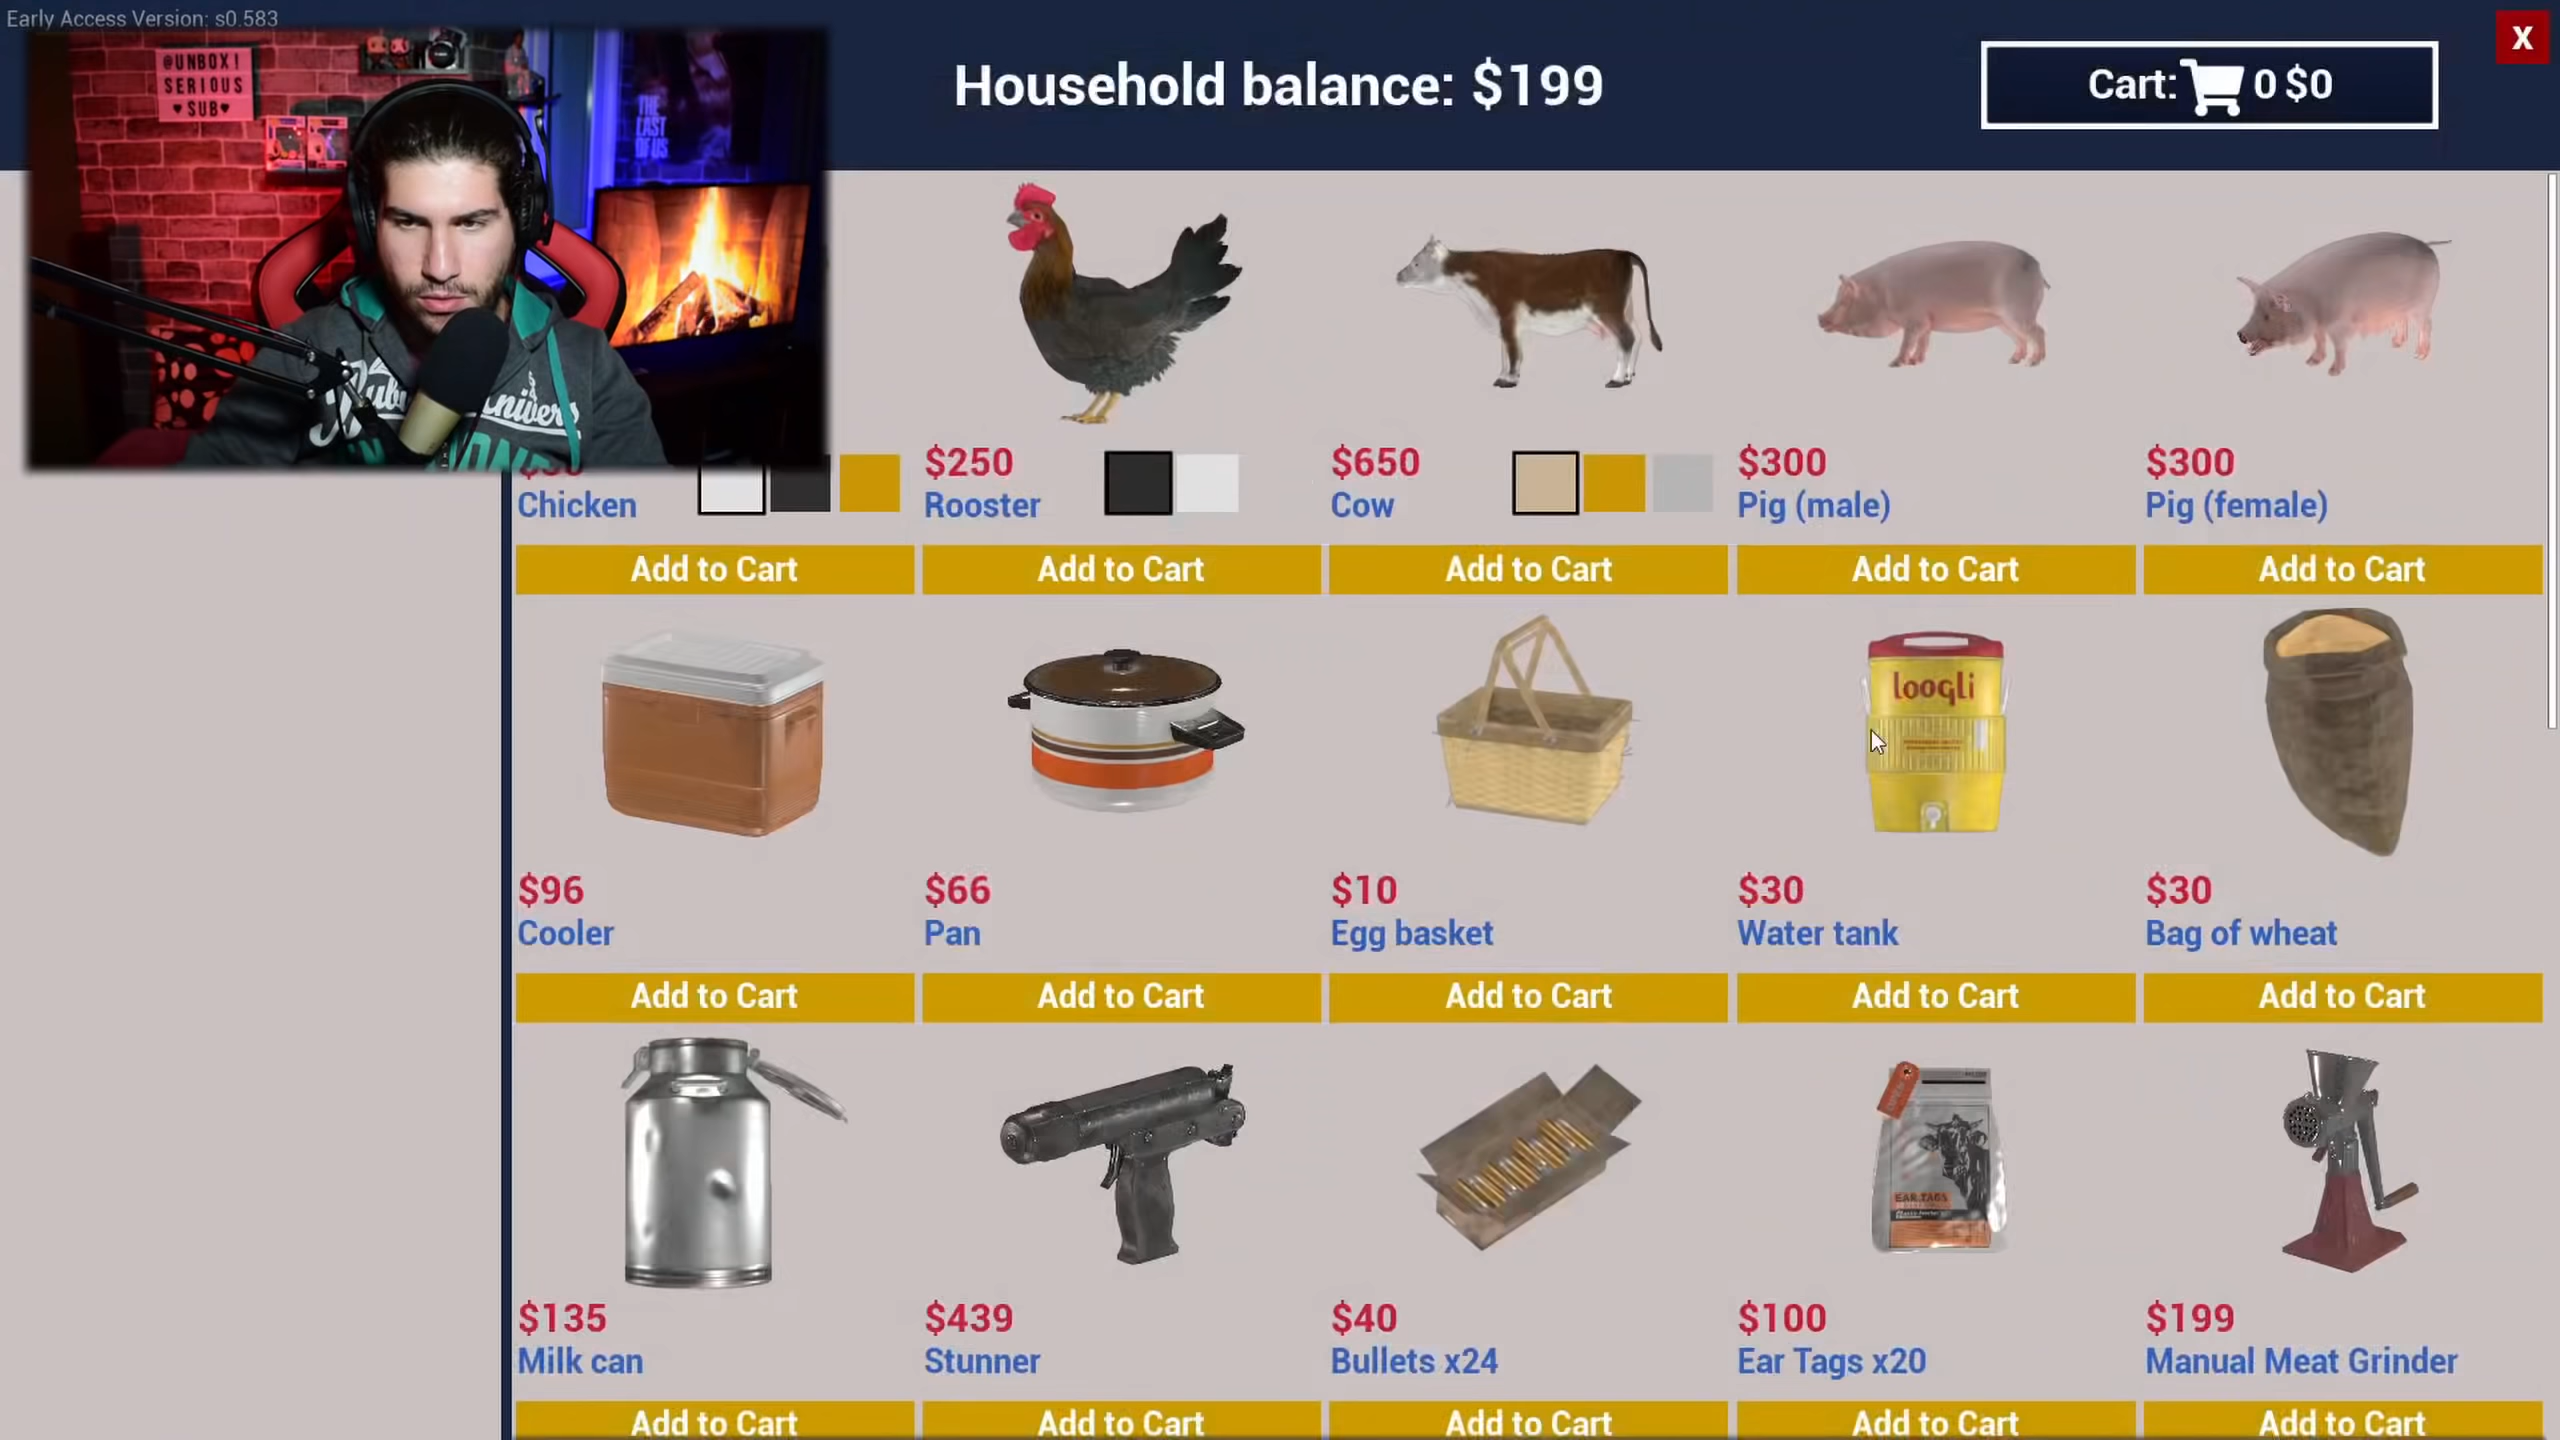 Early Access Version: s0.583
@UNBOX!
SERIOUS
♥SUB♥
THE
LAST
OF US
Household balance: $199
Cart: 0 $0
X
Chicken
$250
Rooster
$650
Cow
$300
Pig (male)
$300
Pig (female)
Add to Cart
Add to Cart
Add to Cart
Add to Cart
Add to Cart
loogli
$96
Cooler
$66
Pan
$10
Egg basket
$30
Water tank
$30
Bag of wheat
Add to Cart
Add to Cart
Add to Cart
Add to Cart
Add to Cart
EAR TAGS
$135
Milk can
$439
Stunner
$40
Bullets x24
$100
Ear Tags x20
$199
Manual Meat Grinder
Add to Cart
Add to Cart
Add to Cart
Add to Cart
Add to Cart